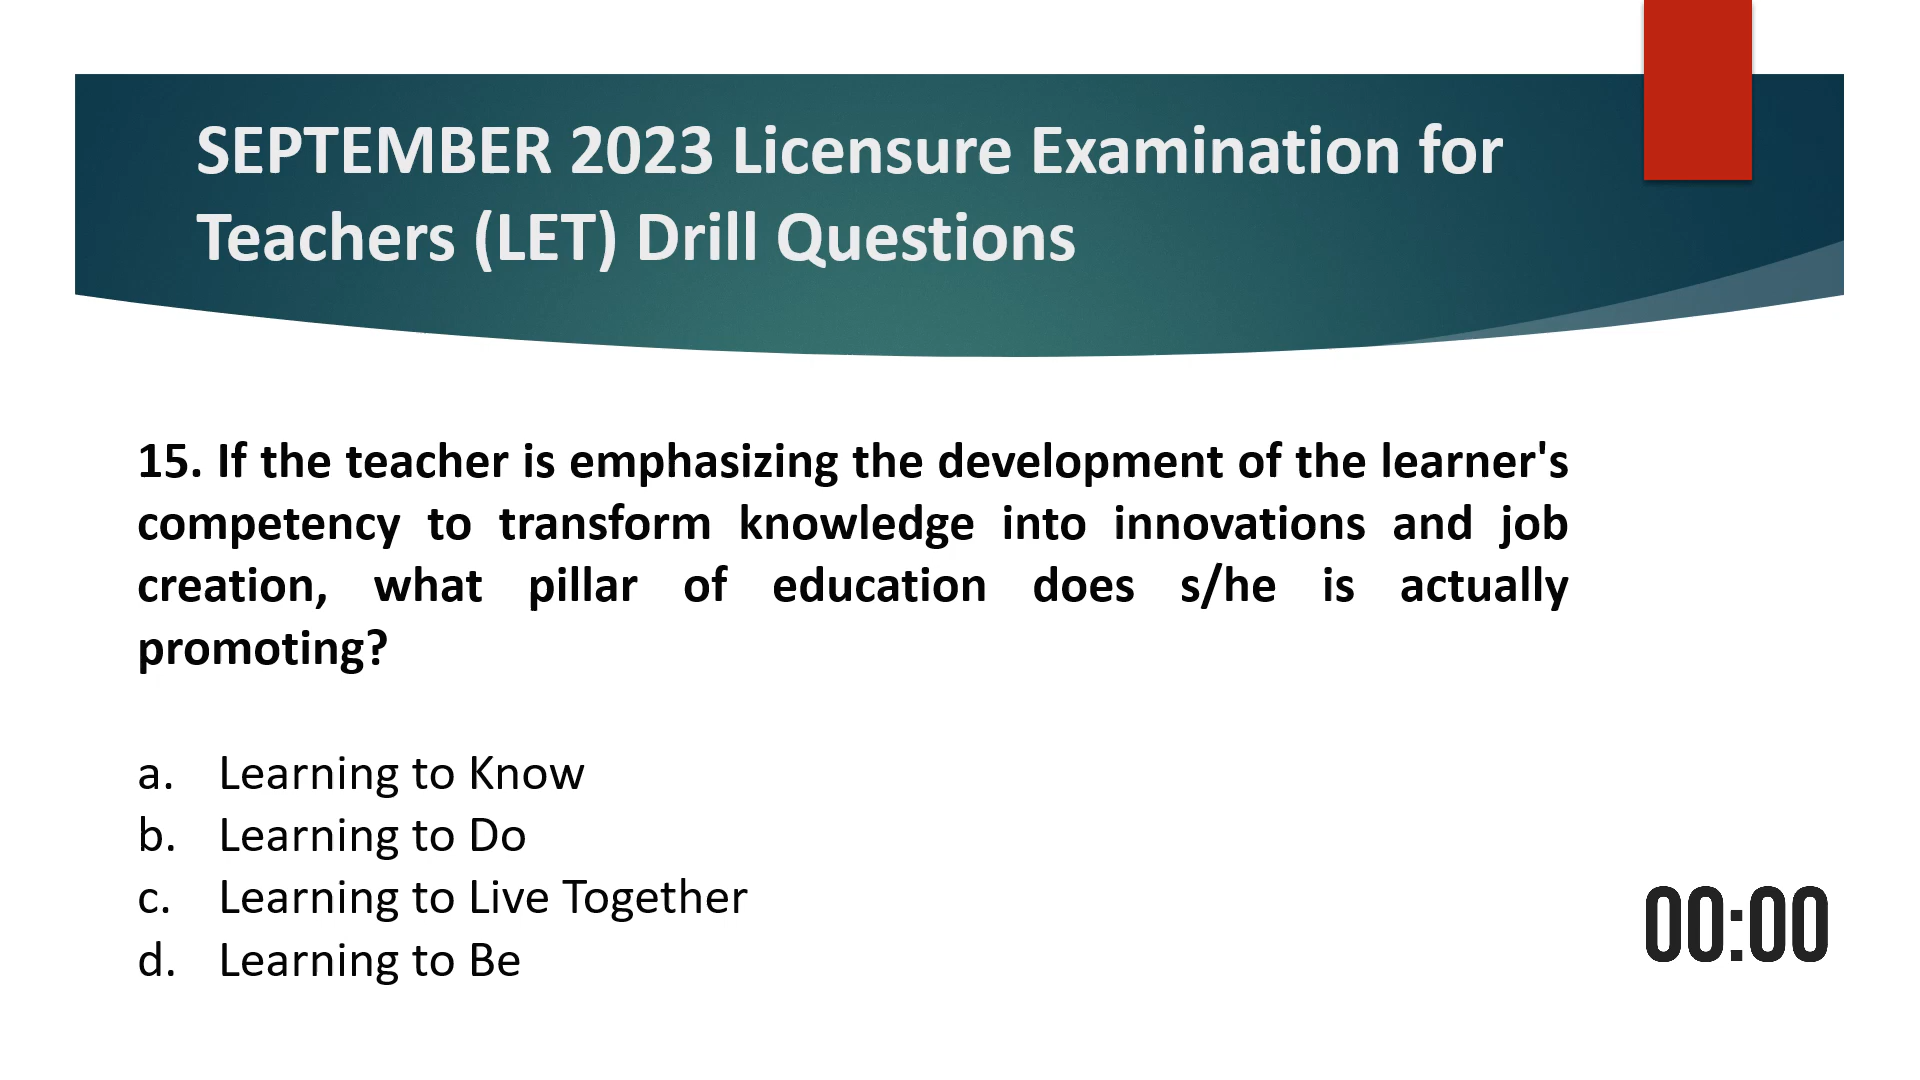 SEPTEMBER 2023 Licensure Examination for
Teachers (LET) Drill Questions
15. If the teacher is emphasizing the development of the learner's
competency to transform knowledge into innovations and job
creation, what pillar of education does s/he is actually
promoting?
a. Learning to Know
b. Learning to Do
c. Learning to Live Together
d. Learning to Be
00:00